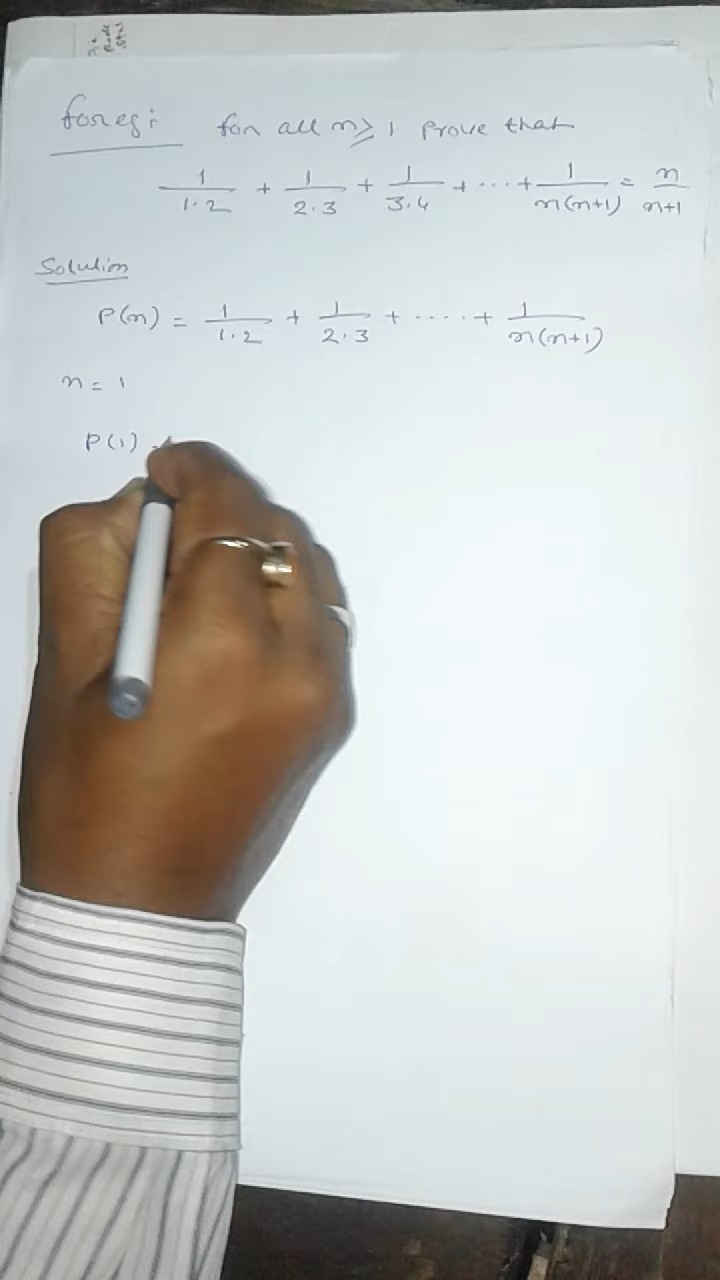 for eg:
for all n ≥ 1 prove that
1/1.2 + 1/2.3 + 1/3.4 + ... + 1/n(n+1) = n/n+1
Solution
P(n) = 1/1.2 + 1/2.3 + ..... + 1/n(n+1)
n = 1
P(1) =